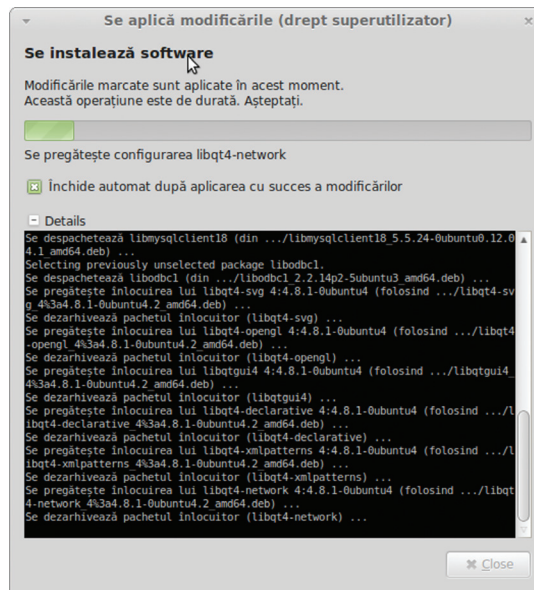 Se aplică modificările (drept superutilizator)
Se instalează software
Modificările marcate sunt aplicate în acest moment.
Această operațiune este de durată. Așteptați.
Se pregătește configurarea libqt4-network
Închide automat după aplicarea cu succes a modificărilor
Details
Se despachetează libmysqlclient18 (din .../libmysqlclient18_5.5.24-0ubuntu0.12.0
4.1_amd64.deb) ...
Selecting previously unselected package libodbc1.
Se despachetează libodbc1 (din .../libodbc1_2.2.14p2-5ubuntu3_amd64.deb) ...
Se pregătește înlocuirea lui libqt4-svg 4:4.8.1-0ubuntu4 (folosind .../libqt4-sv
g_4%3a4.8.1-0ubuntu4.2_amd64.deb) ...
Se dezarhivează pachetul înlocuitor (libqt4-svg) ...
Se pregătește înlocuirea lui libqt4-opengl 4:4.8.1-0ubuntu4 (folosind .../libqt4
-opengl_4%3a4.8.1-0ubuntu4.2_amd64.deb) ...
Se dezarhivează pachetul înlocuitor (libqt4-opengl) ...
Se pregătește înlocuirea lui libqtgui4 4:4.8.1-0ubuntu4 (folosind .../libqtgui4_
4%3a4.8.1-0ubuntu4.2_amd64.deb) ...
Se dezarhivează pachetul înlocuitor (libqtgui4) ...
Se pregătește înlocuirea lui libqt4-declarative 4:4.8.1-0ubuntu4 (folosind .../l
ibqt4-declarative_4%3a4.8.1-0ubuntu4.2_amd64.deb) ...
Se dezarhivează pachetul înlocuitor (libqt4-declarative) ...
Se pregătește înlocuirea lui libqt4-xmlpatterns 4:4.8.1-0ubuntu4 (folosind .../l
ibqt4-xmlpatterns_4%3a4.8.1-0ubuntu4.2_amd64.deb) ...
Se dezarhivează pachetul înlocuitor (libqt4-xmlpatterns) ...
Se pregătește înlocuirea lui libqt4-network 4:4.8.1-0ubuntu4 (folosind .../libqt
4-network_4%3a4.8.1-0ubuntu4.2_amd64.deb) ...
Se dezarhivează pachetul înlocuitor (libqt4-network) ...
Close